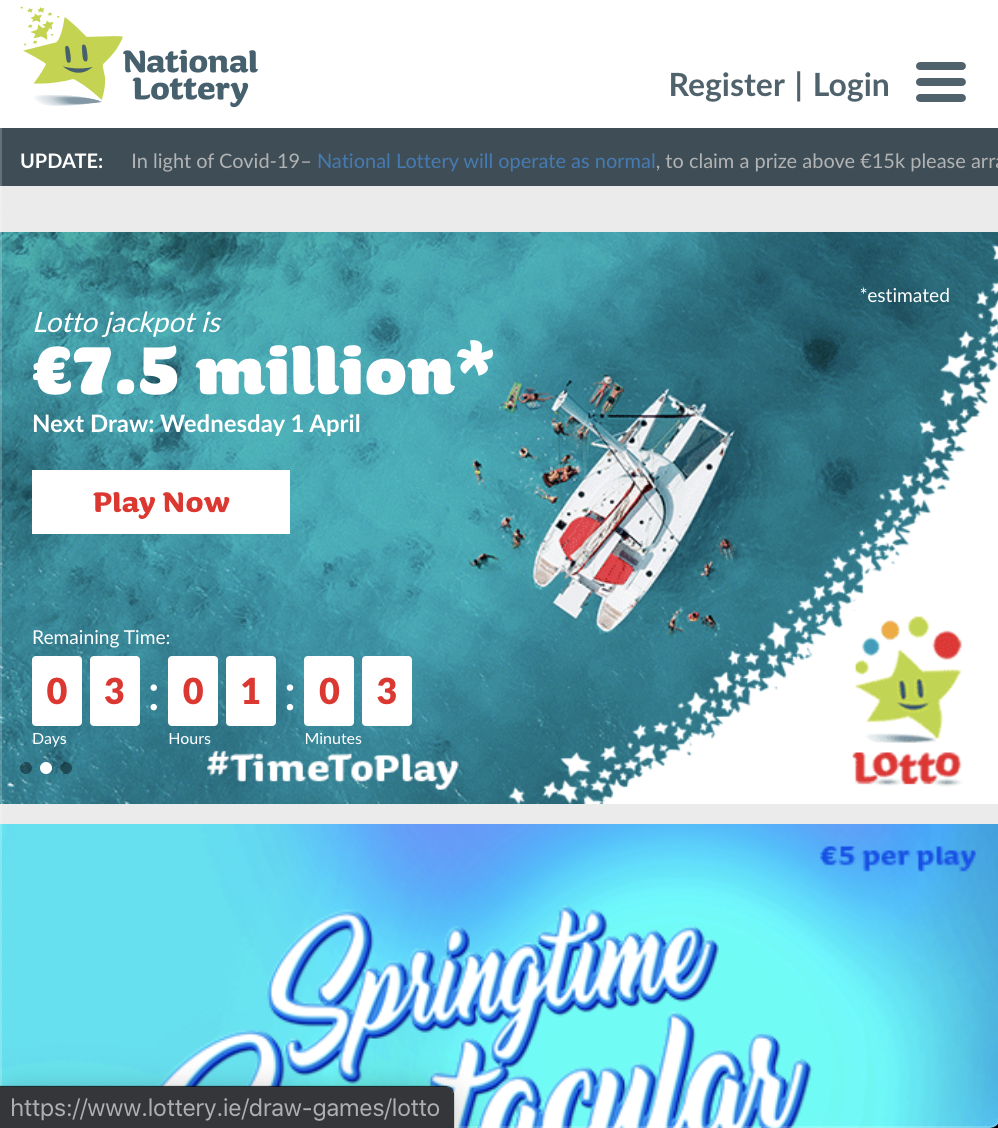 National
Lottery
Register | Login
UPDATE: In light of Covid-19– National Lottery will operate as normal, to claim a prize above €15k please
*estimated
Lotto jackpot is
€7.5 million*
Next Draw: Wednesday 1 April
Play Now
Remaining Time:
0 3 : 0 1 : 0 3
Days Hours Minutes
#TimeToPlay
Lotto
€5 per play
Springtime
Spectacular
https://www.lottery.ie/draw-games/lotto